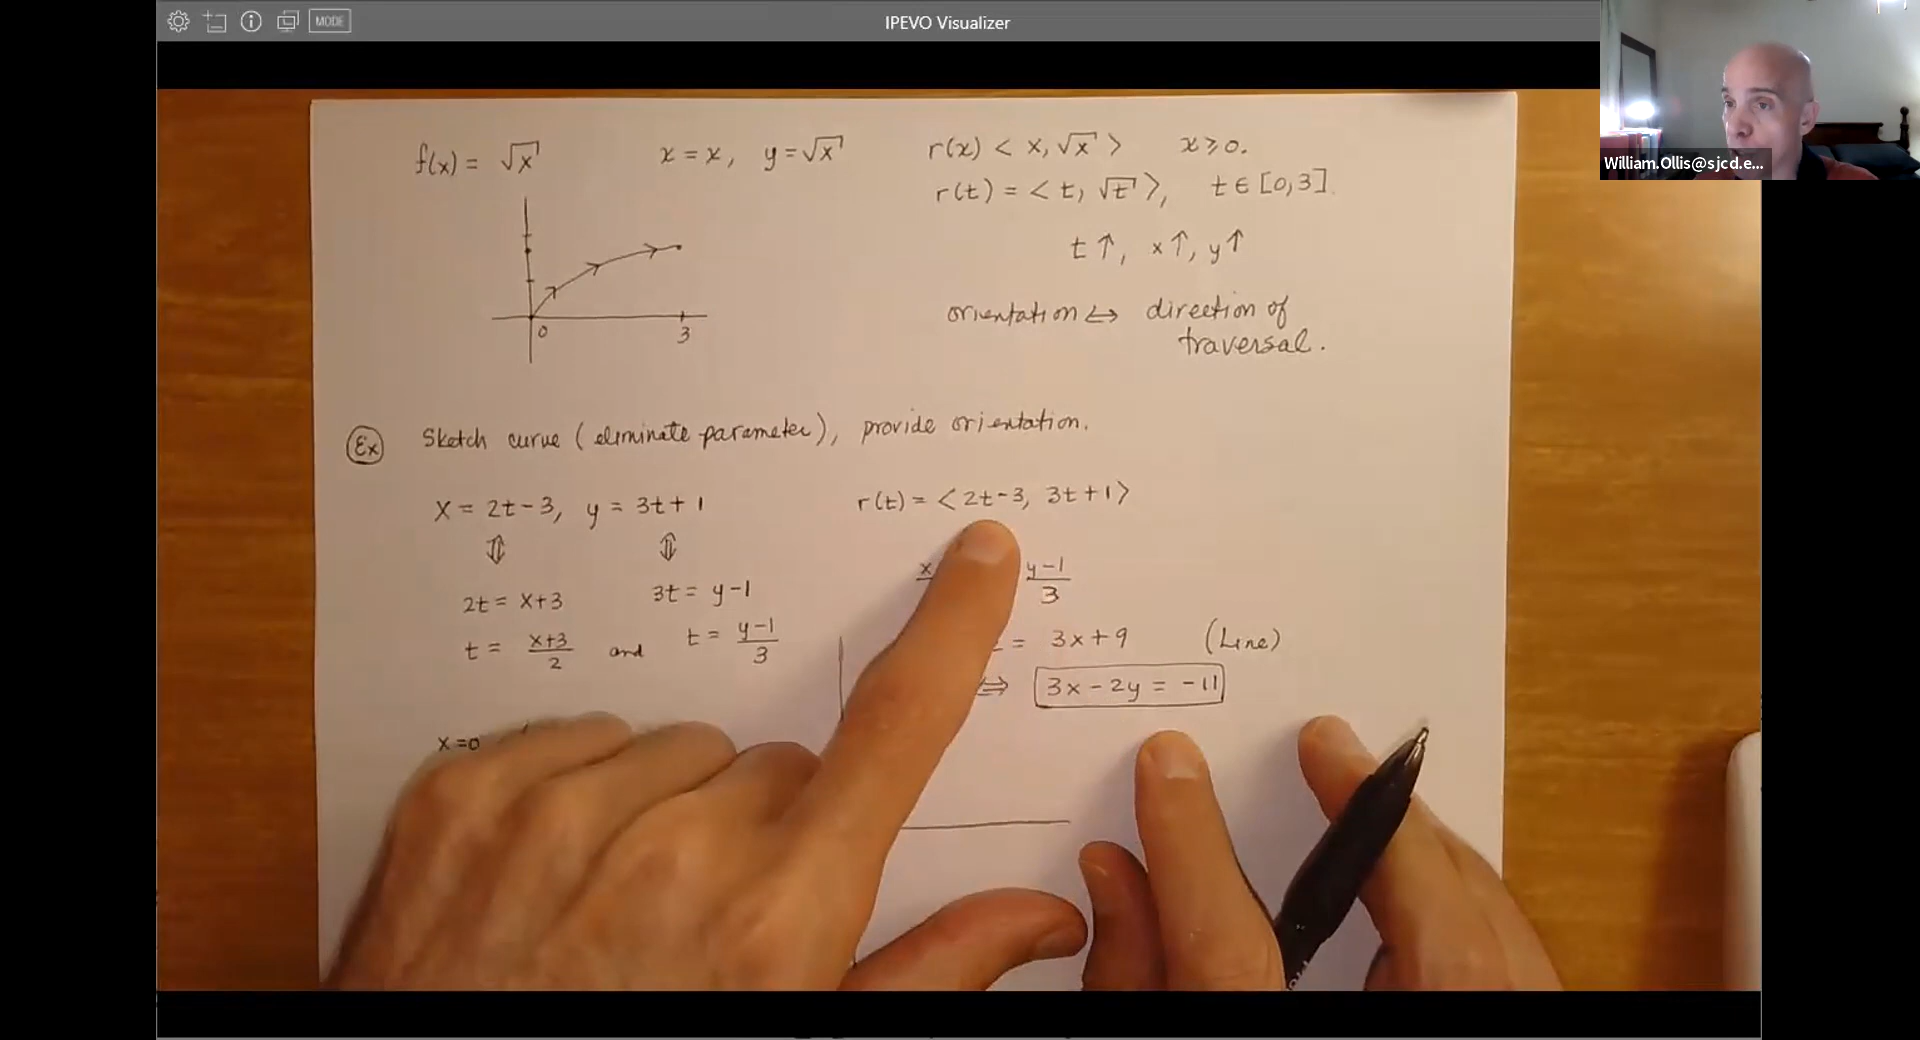 MODE
IPEVO Visualizer
William.Ollis@sjcd.e...
f(x) = √x
x = x, y = √x
r(x) < x, √x > x ≥ 0.
r(t) = < t, √t >, t ∈ [0,3].
t ↑, x ↑, y ↑
0
3
orientation ⇔ direction of
traversal.
Ex Sketch curve (eliminate parameter), provide orientation.
x = 2t - 3, y = 3t + 1
⇕ ⇕
2t = x+3 3t = y-1
t = x+3/2 and t = y-1/3
x = 0
r(t) = < 2t-3, 3t+1 >
x y-1/3
= 3x + 9 (Line)
⇔ 3x - 2y = -11